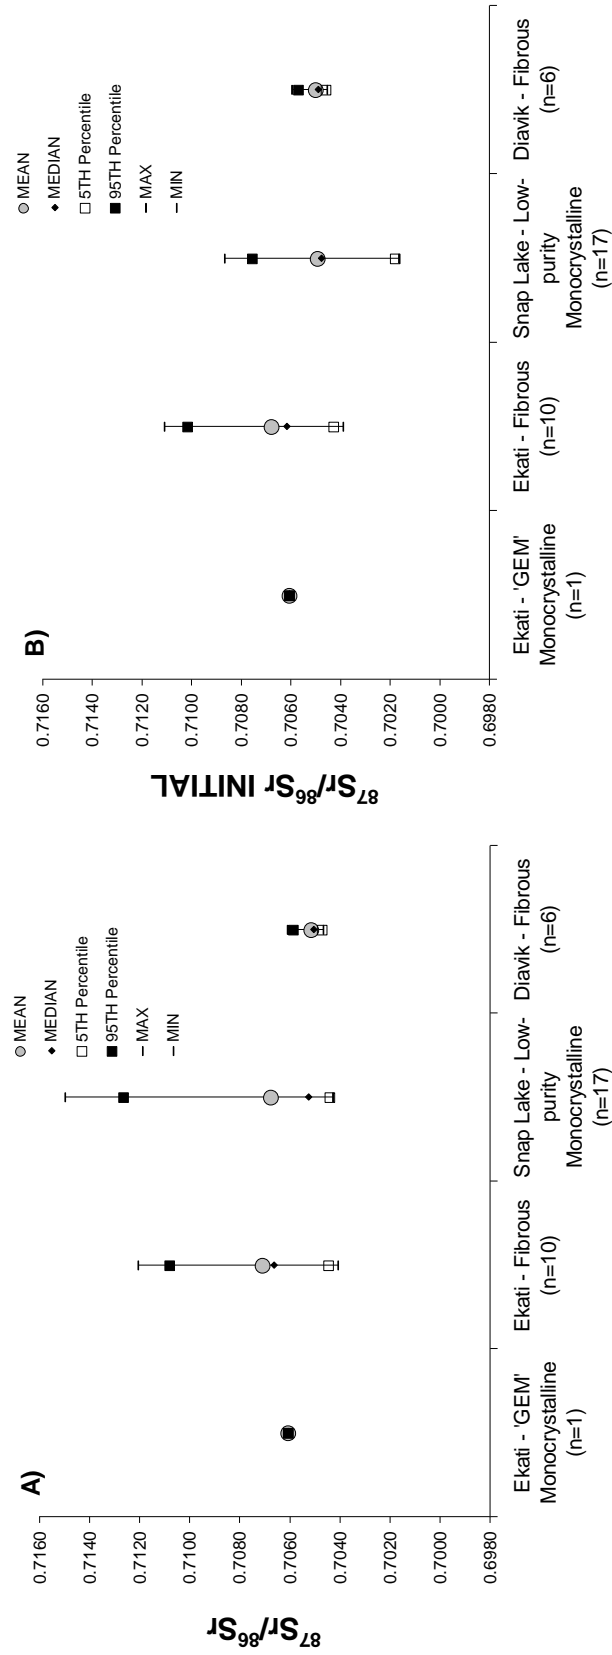 A)
⁸⁷Sr/⁸⁶Sr
0.7160
0.7140
0.7120
0.7100
0.7080
0.7060
0.7040
0.7020
0.7000
0.6980
MEAN
MEDIAN
5TH Percentile
95TH Percentile
MAX
MIN
Ekati - 'GEM'
Monocrystalline
(n=1)
Ekati - Fibrous
(n=10)
Snap Lake - Low-
purity
Monocrystalline
(n=17)
Diavik - Fibrous
(n=6)
B)
⁸⁷Sr/⁸⁶Sr INITIAL
0.7160
0.7140
0.7120
0.7100
0.7080
0.7060
0.7040
0.7020
0.7000
0.6980
MEAN
MEDIAN
5TH Percentile
95TH Percentile
MAX
MIN
Ekati - 'GEM'
Monocrystalline
(n=1)
Ekati - Fibrous
(n=10)
Snap Lake - Low-
purity
Monocrystalline
(n=17)
Diavik - Fibrous
(n=6)